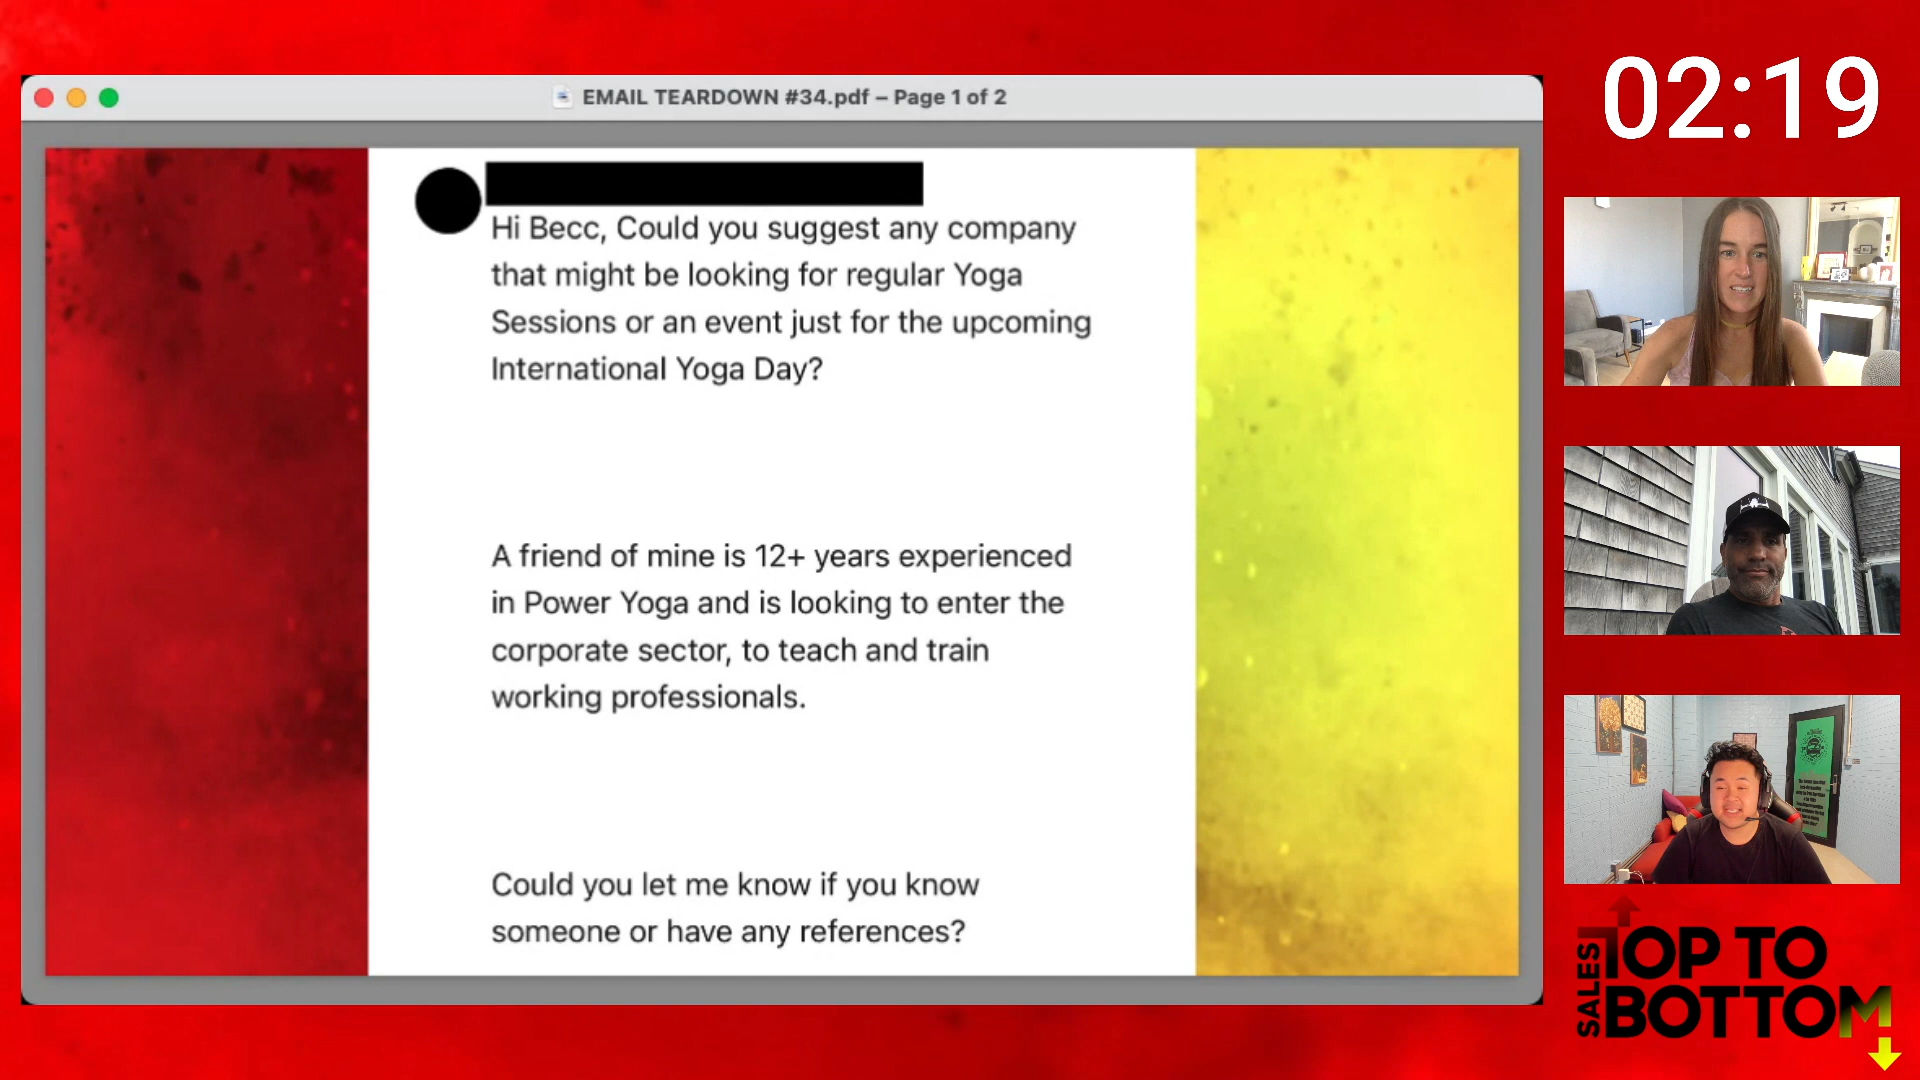 EMAIL TEARDOWN #34.pdf – Page 1 of 2
02:19
Hi Becc, Could you suggest any company
that might be looking for regular Yoga
Sessions or an event just for the upcoming
International Yoga Day?
A friend of mine is 12+ years experienced
in Power Yoga and is looking to enter the
corporate sector, to teach and train
working professionals.
Could you let me know if you know
someone or have any references?
SALES
TOP TO
BOTTOM